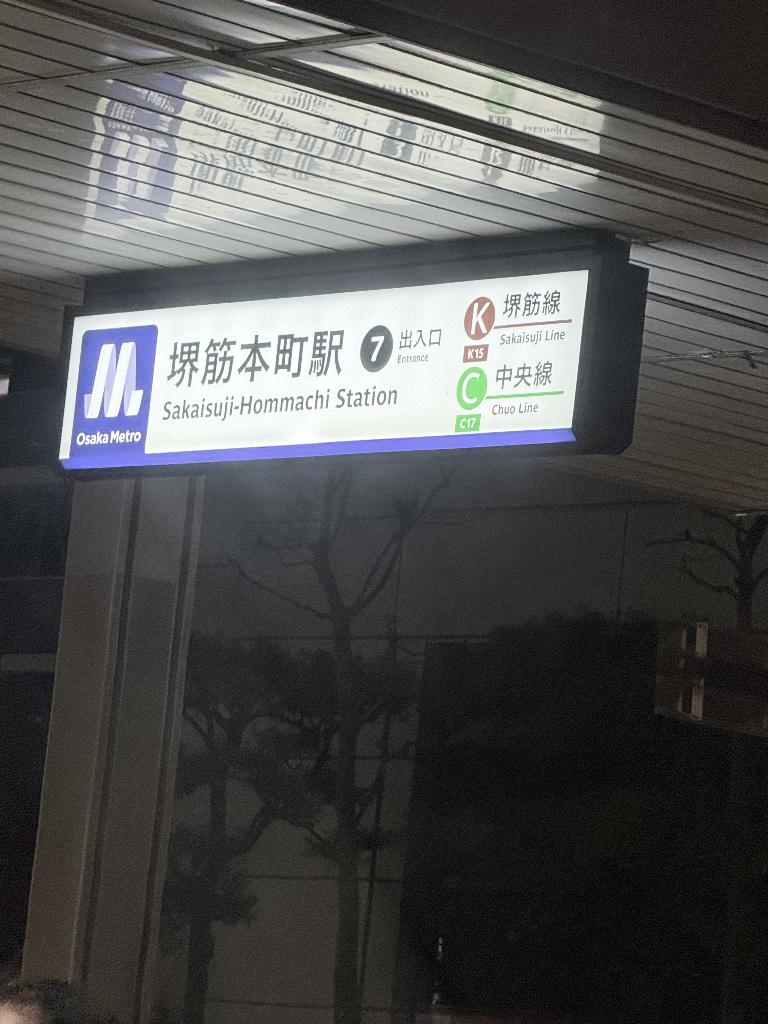 Osaka Metro
堺筋本町駅
Sakaisuji-Hommachi Station
7
出入口
Entrance
K
堺筋線
Sakaisuji Line
K15
C
中央線
Chuo Line
C17